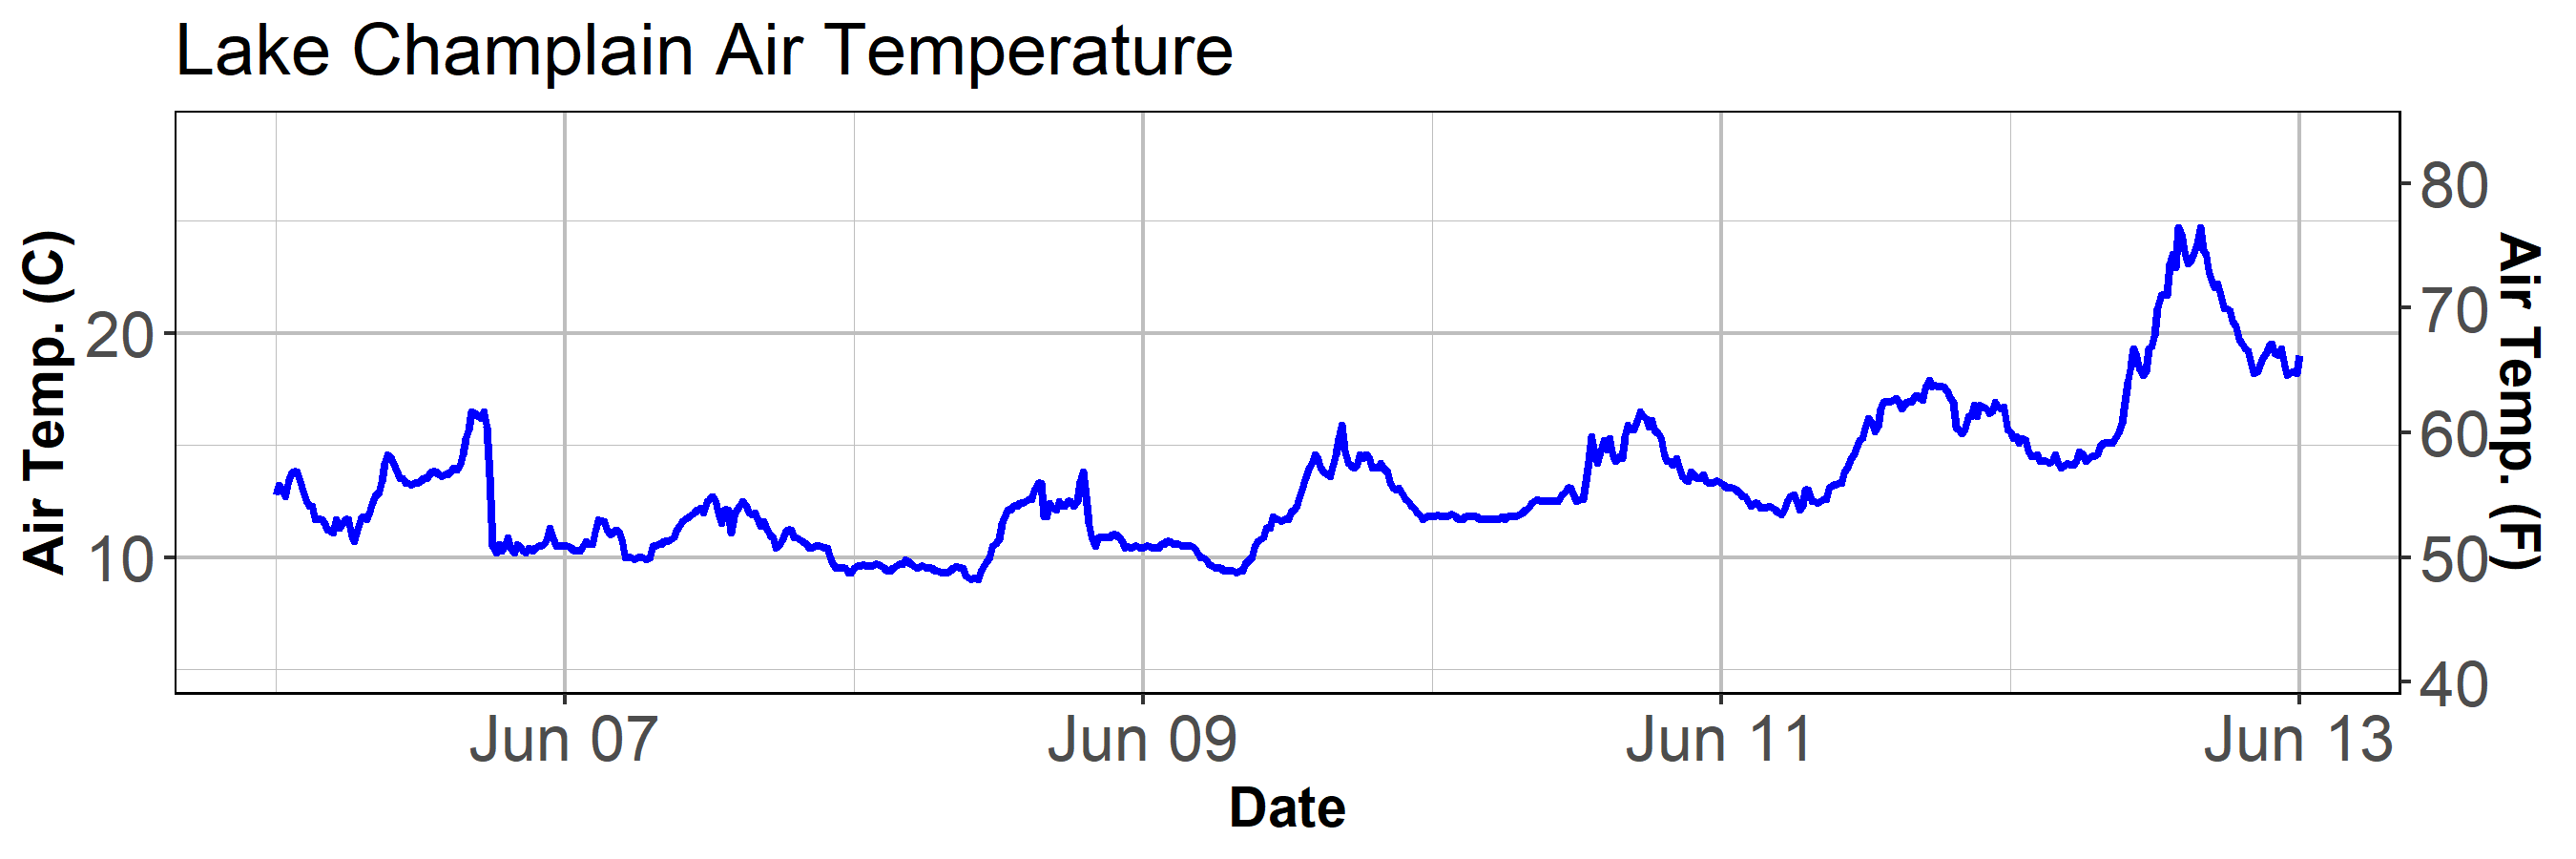 Lake Champlain Air Temperature
Air Temp. (C)
20
10
80
70
60
50
40
Air Temp. (F)
Jun 07 Jun 09 Jun 11 Jun 13
Date